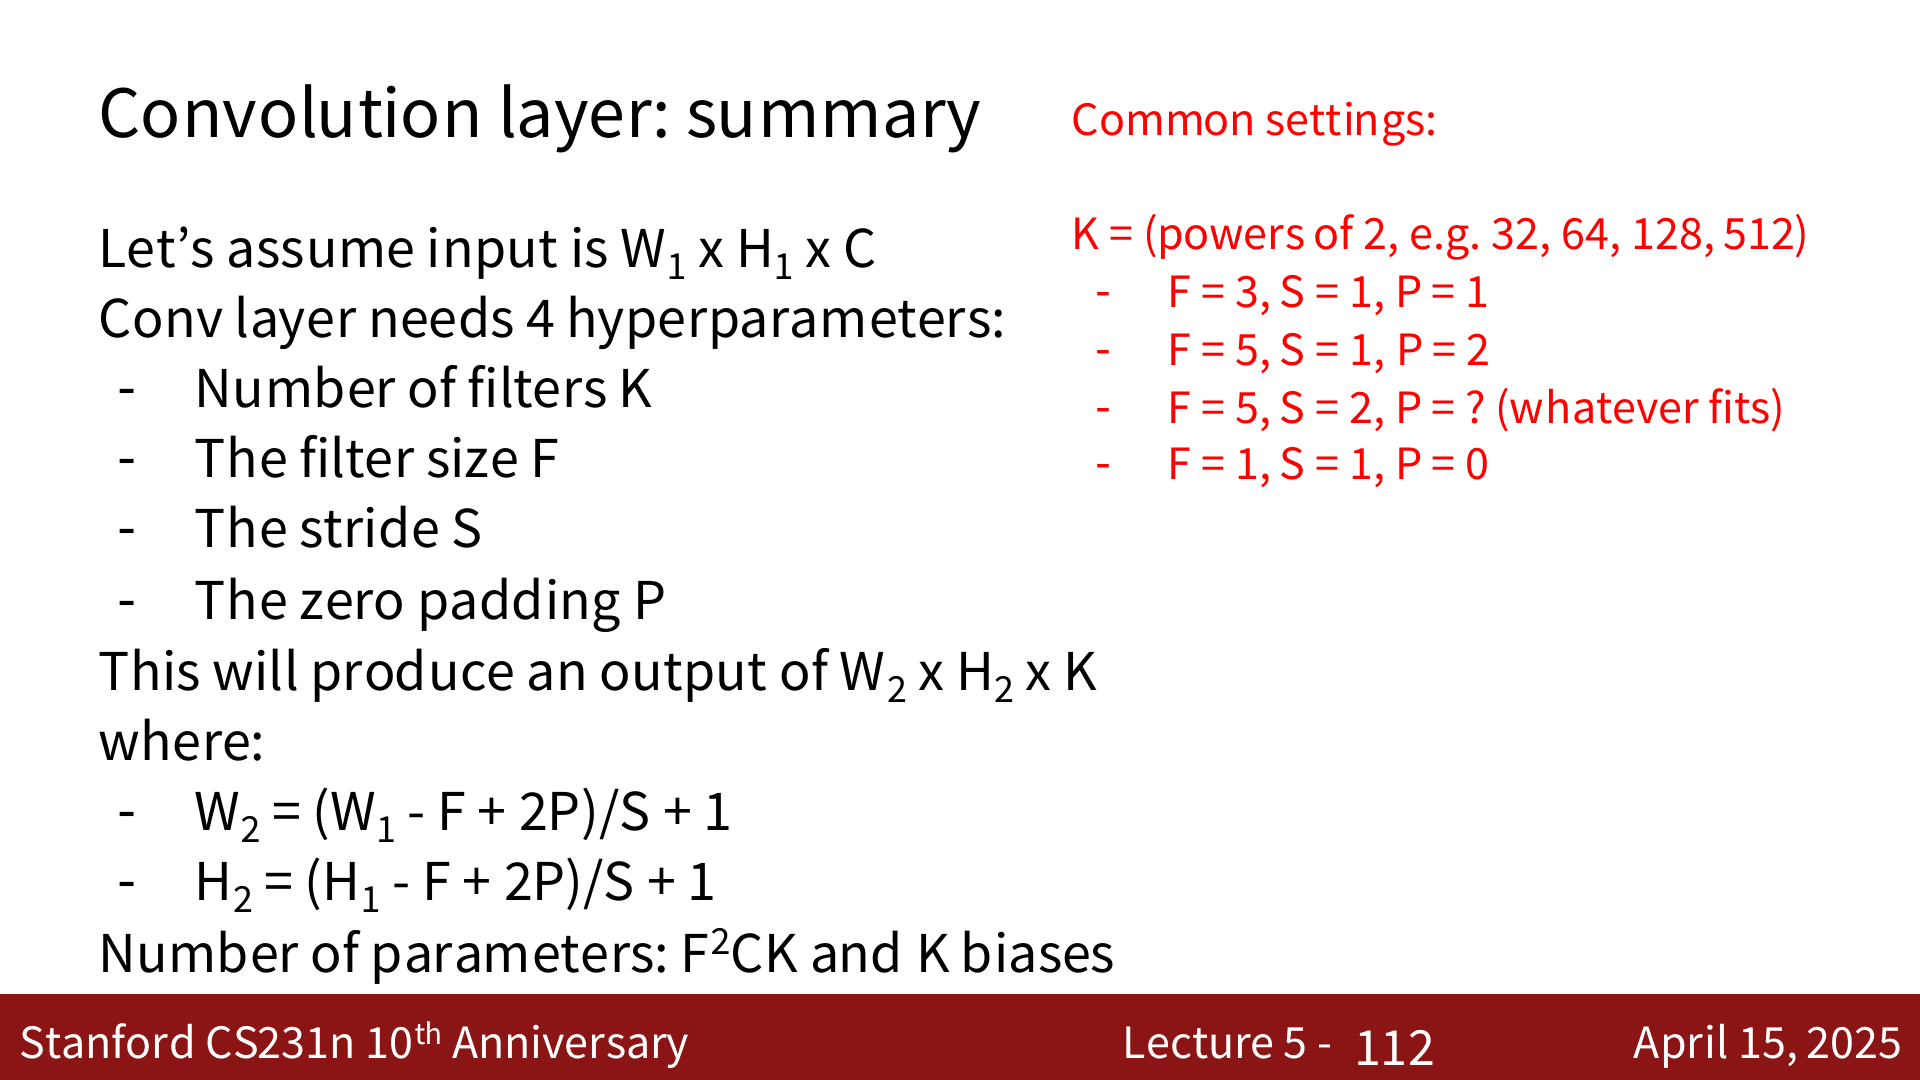 Convolution layer: summary
Let’s assume input is W₁ x H₁ x C
Conv layer needs 4 hyperparameters:
- Number of filters K
- The filter size F
- The stride S
- The zero padding P
This will produce an output of W₂ x H₂ x K
where:
- W₂ = (W₁ - F + 2P)/S + 1
- H₂ = (H₁ - F + 2P)/S + 1
Number of parameters: F²CK and K biases
Common settings:
K = (powers of 2, e.g. 32, 64, 128, 512)
- F = 3, S = 1, P = 1
- F = 5, S = 1, P = 2
- F = 5, S = 2, P = ? (whatever fits)
- F = 1, S = 1, P = 0
Stanford CS231n 10ᵗʰ Anniversary
Lecture 5 - 112
April 15, 2025